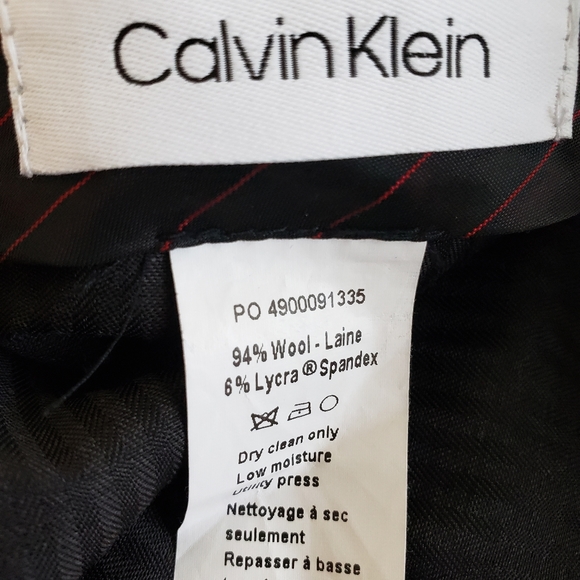 Calvin Klein
PO 4900091335
94% Wool - Laine
6% Lycra ® Spandex
Dry clean only
Low moisture
Utility press
Nettoyage à sec
seulement
Repasser à basse